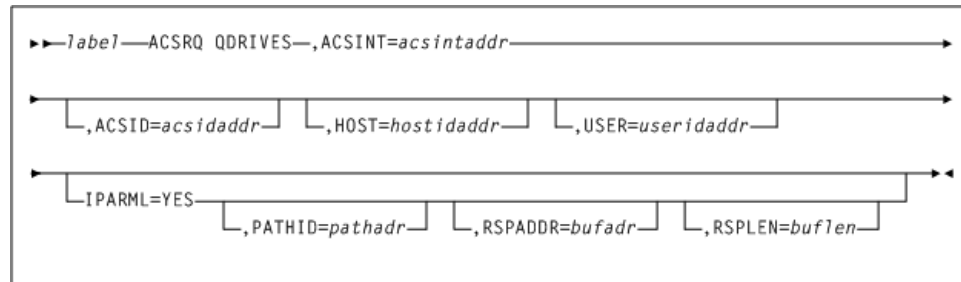 label ACSRQ QDRIVES ,ACSINT=acsintaddr
,ACSID=acsidaddr ,HOST=hostidaddr ,USER=useridaddr
IPARML=YES
,PATHID=pathadr ,RSPADDR=bufadr ,RSPLEN=buflen